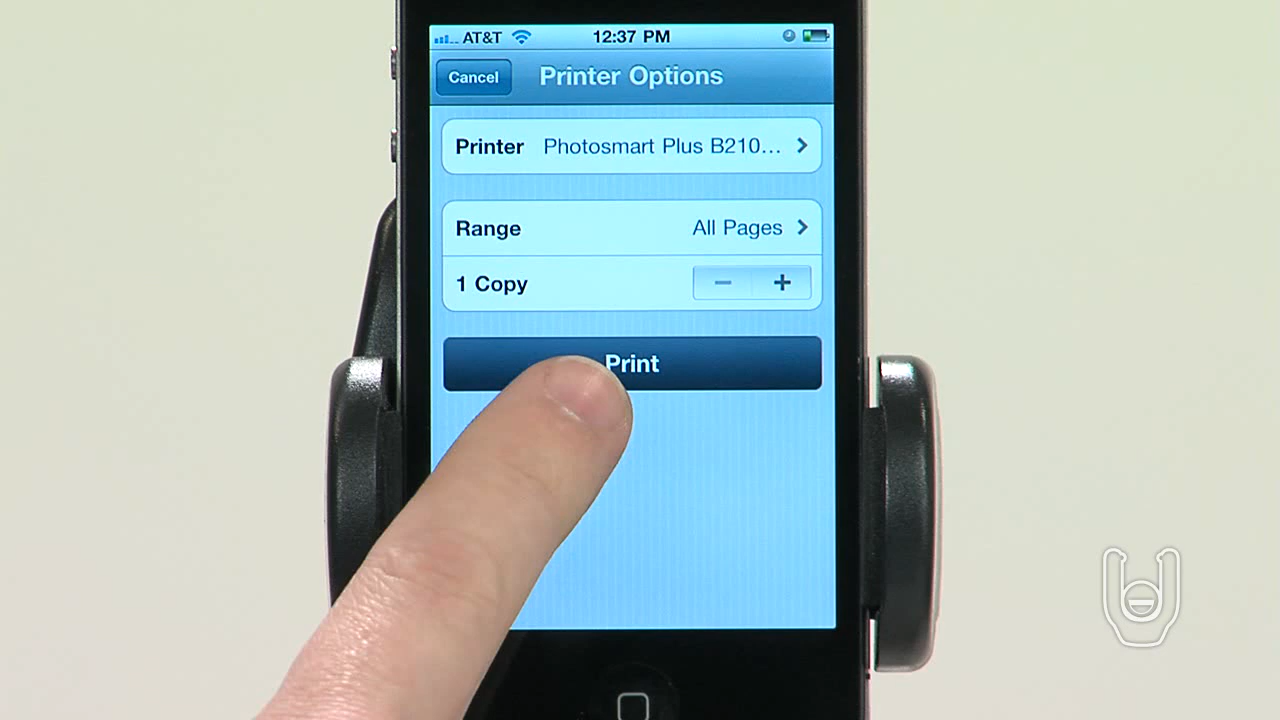 AT&T 12:37 PM
Cancel Printer Options
Printer Photosmart Plus B210...
Range All Pages
1 Copy − +
Print